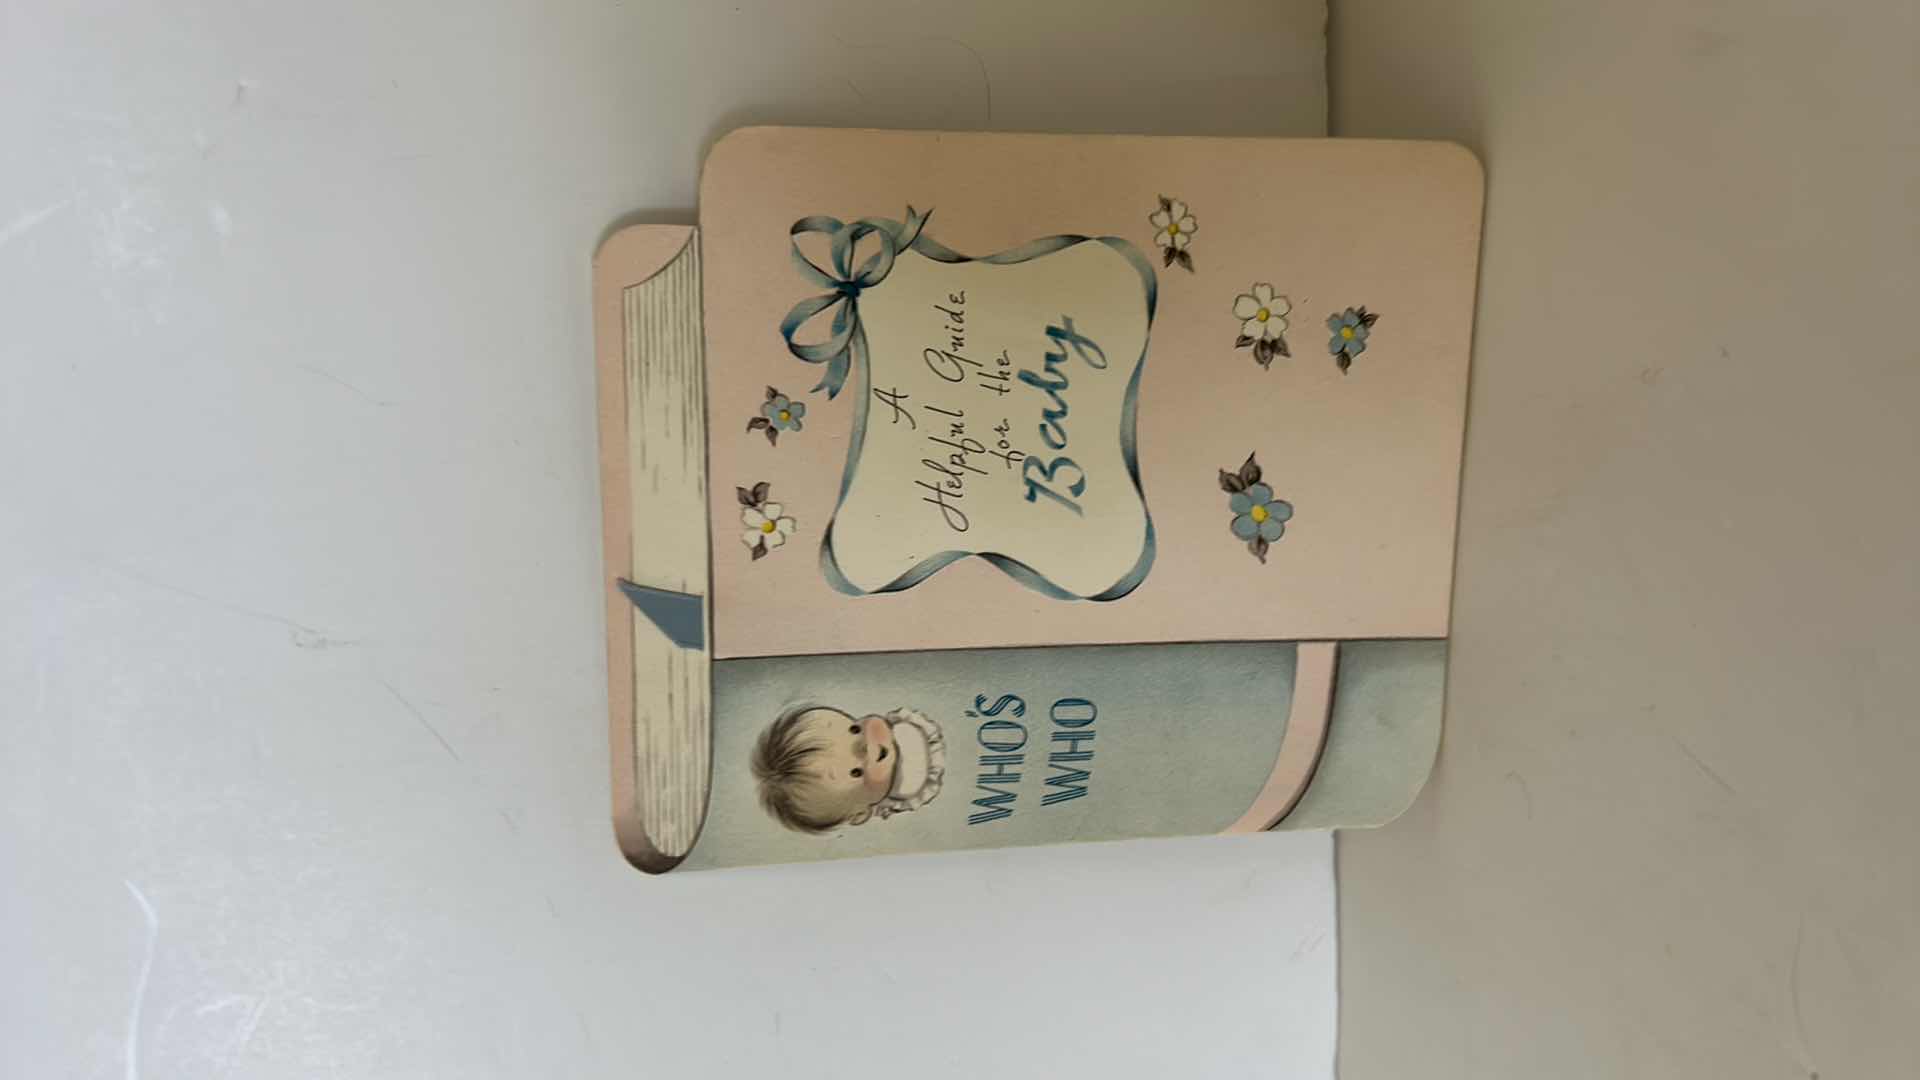 A
Helpful Guide
for the
Baby
WHO'S
WHO